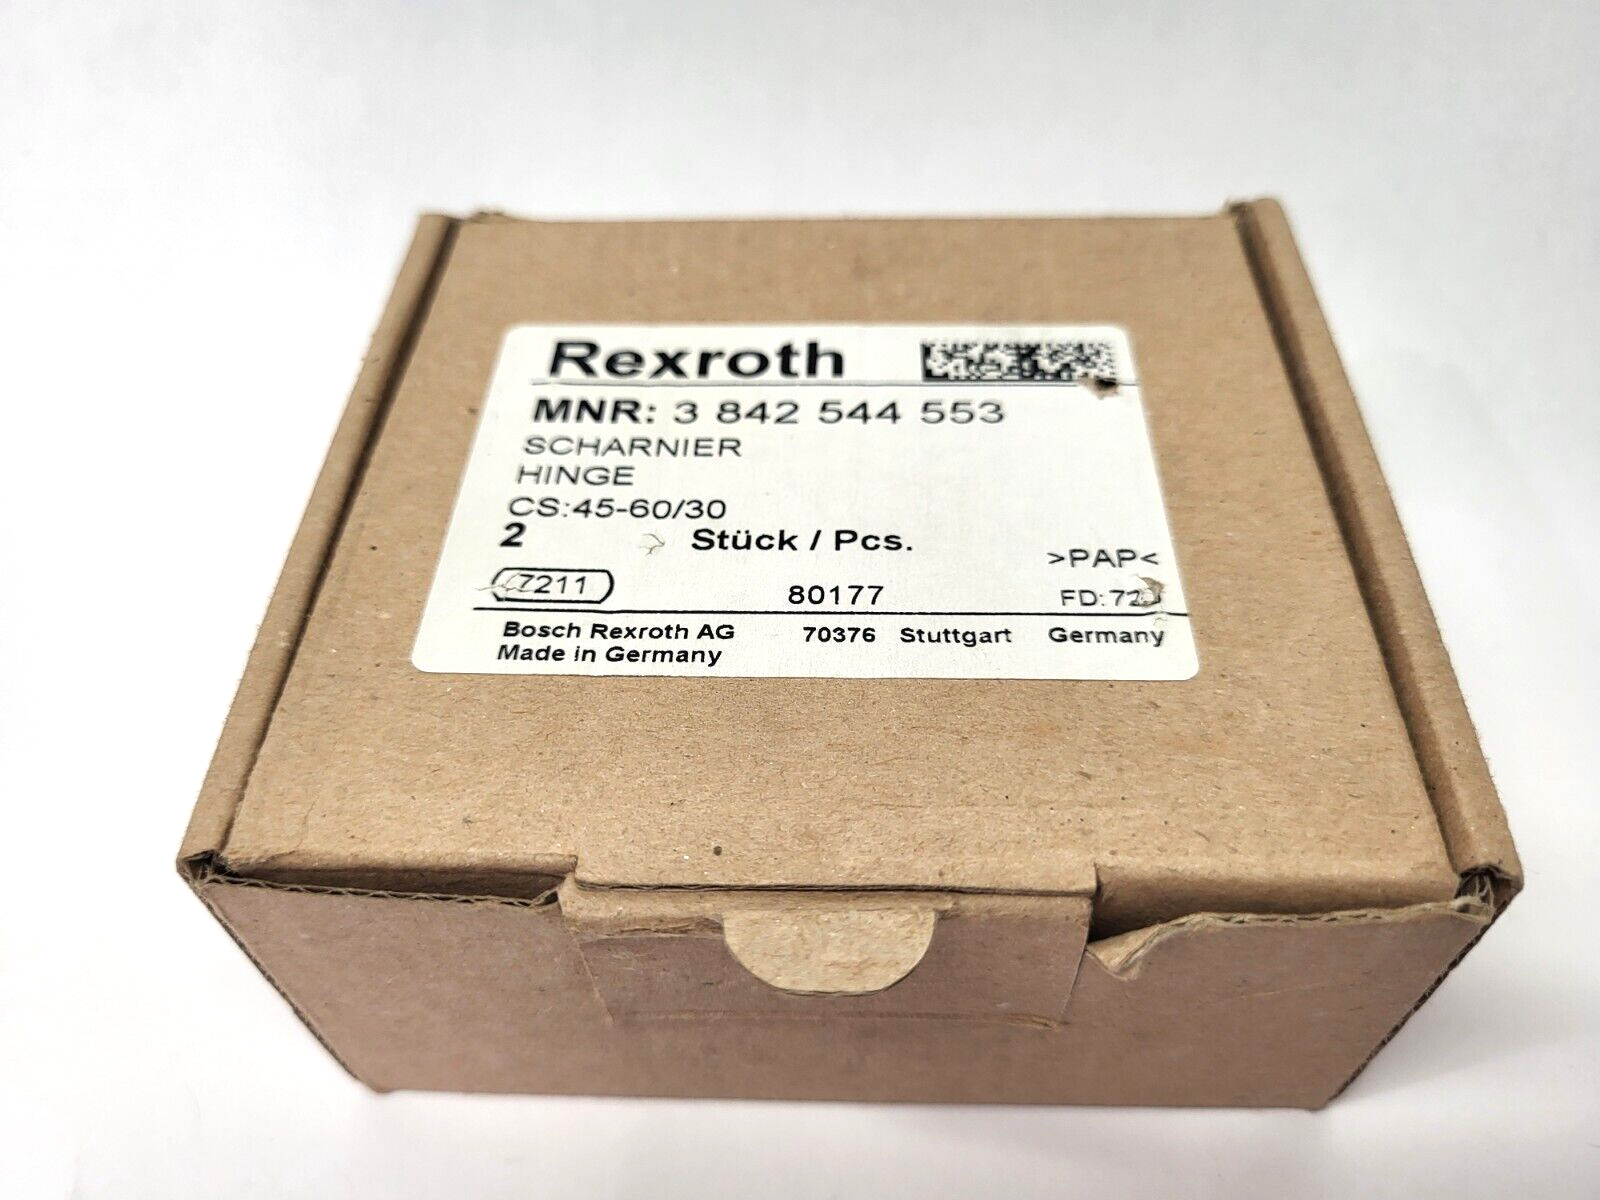 Rexroth
MNR: 3 842 544 553
SCHARNIER
HINGE
CS:45-60/30
2 Stück / Pcs.
>PAP<
7211 80177
Bosch Rexroth AG 70376 Stuttgart Germany
Made in Germany